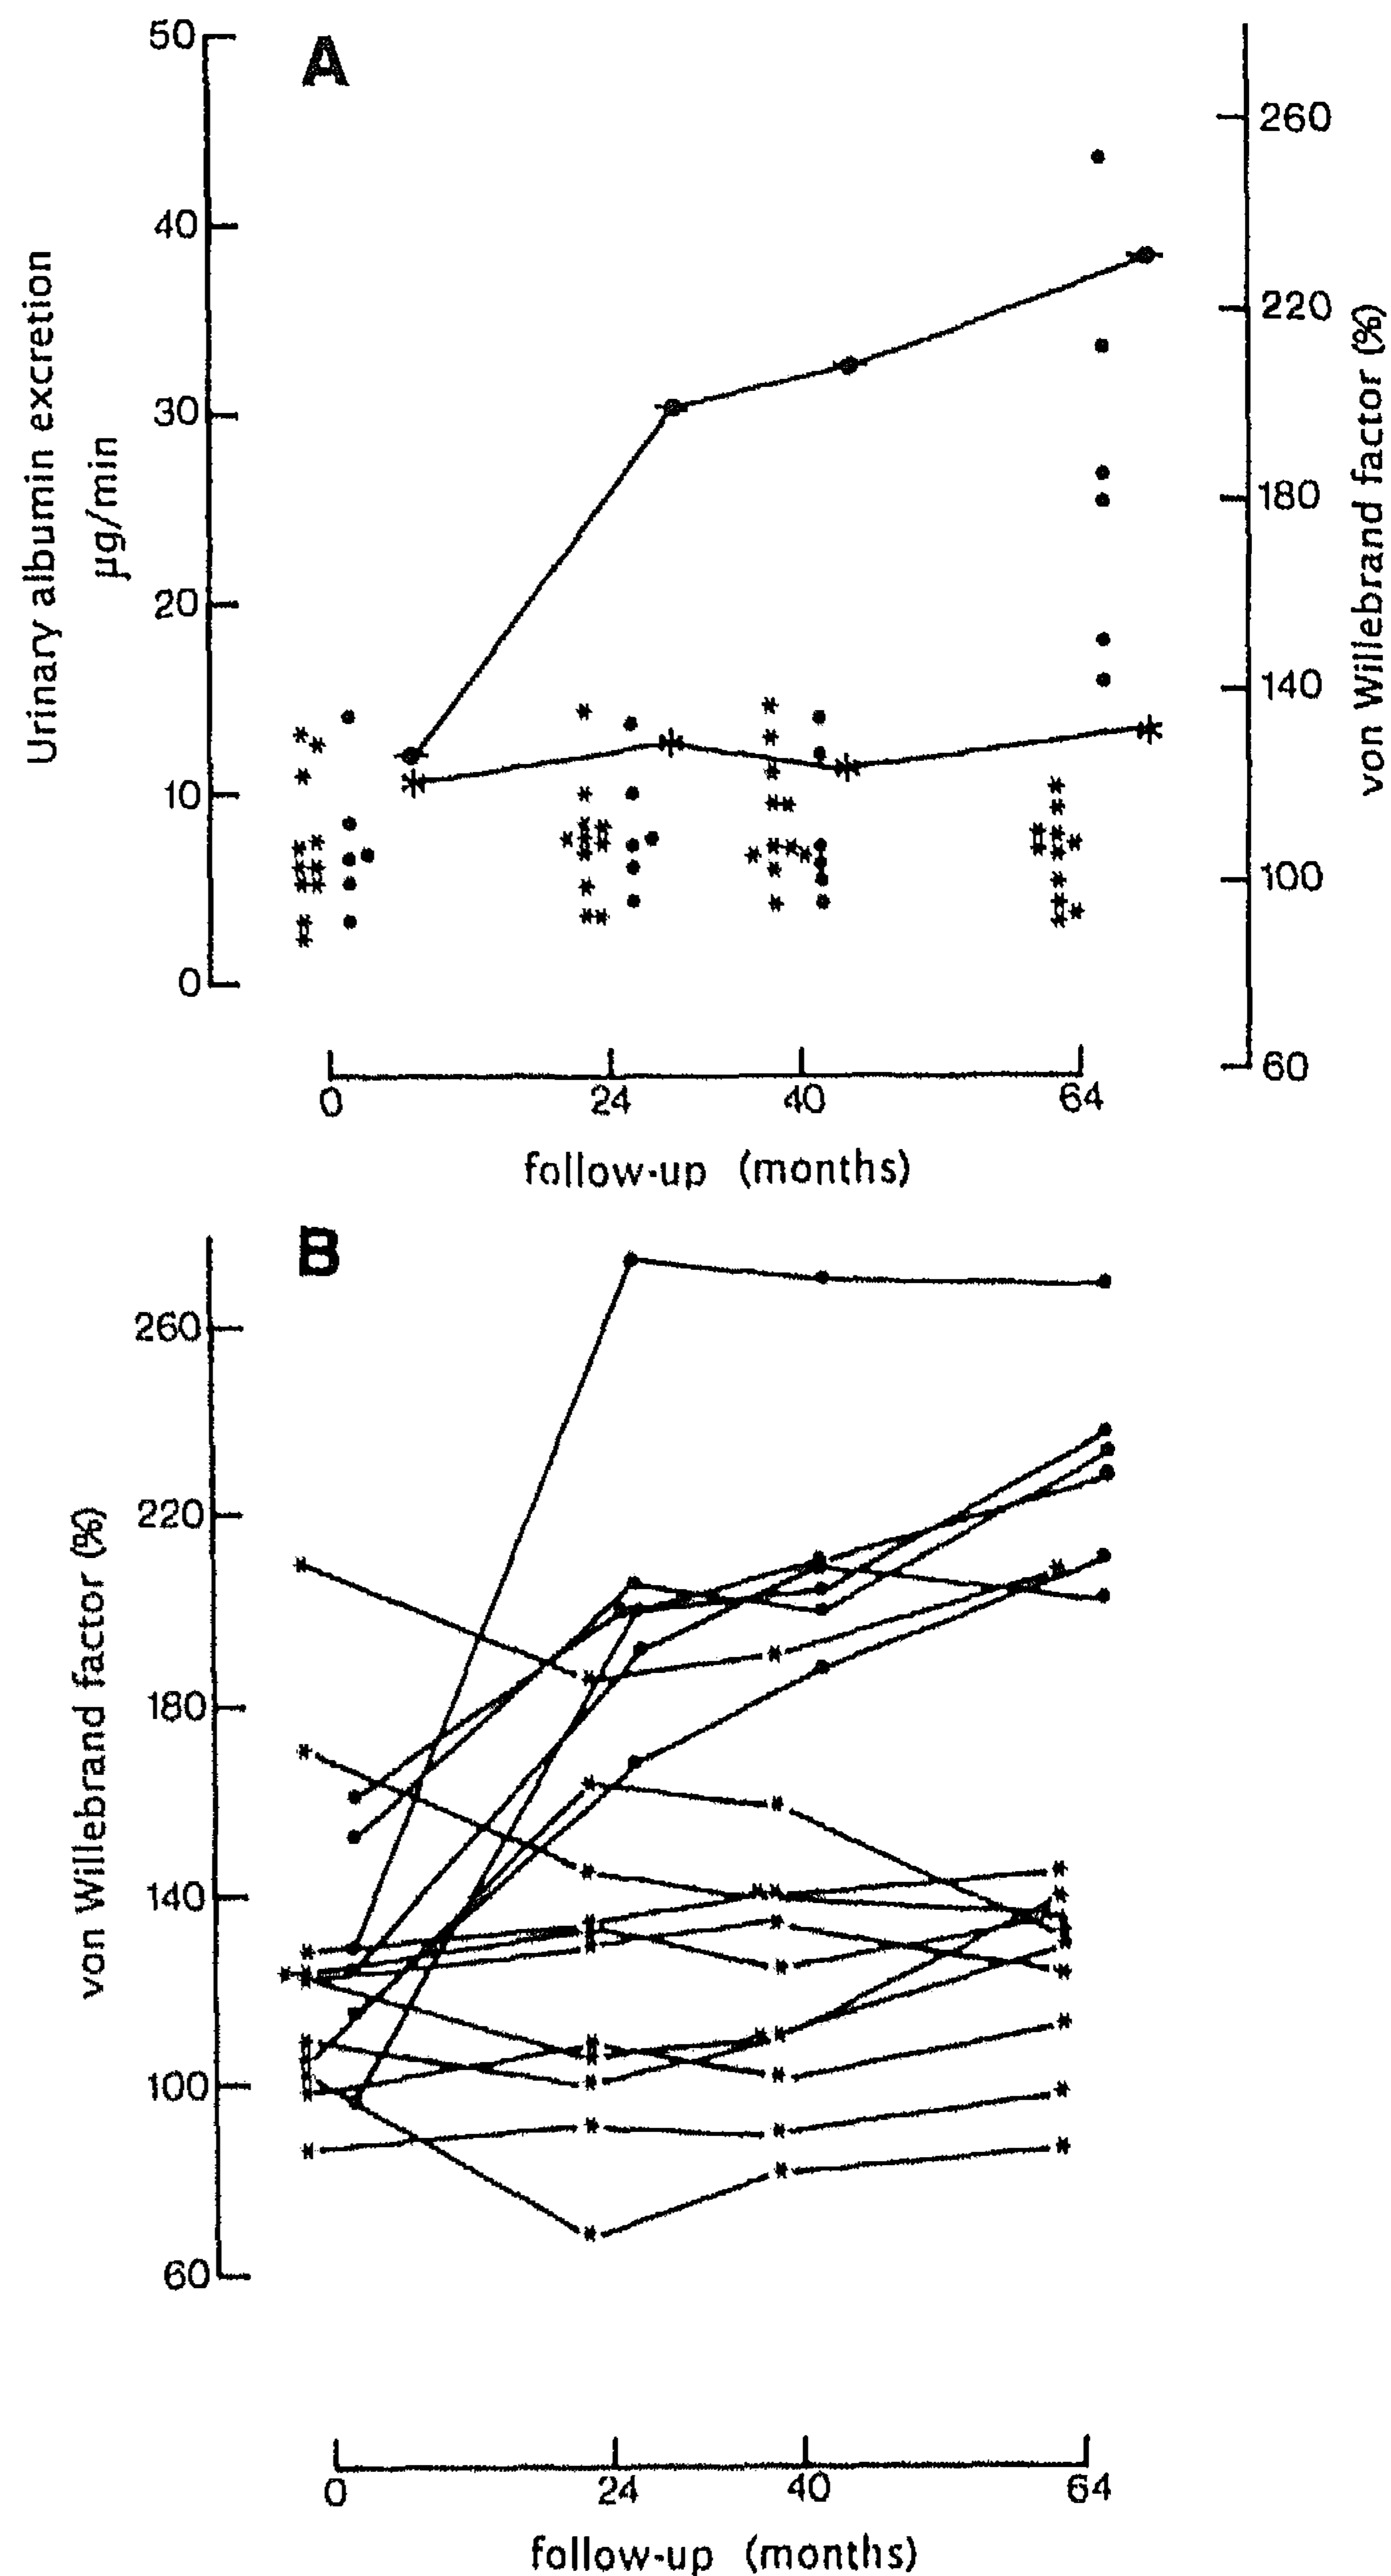 A
50
40
30
20
10
0
Urinary albumin excretion
µg/min
260
220
180
140
100
60
von Willebrand factor (%)
0 24 40 64
follow-up (months)
B
260
220
180
140
100
60
von Willebrand factor (%)
0 24 40 64
follow-up (months)